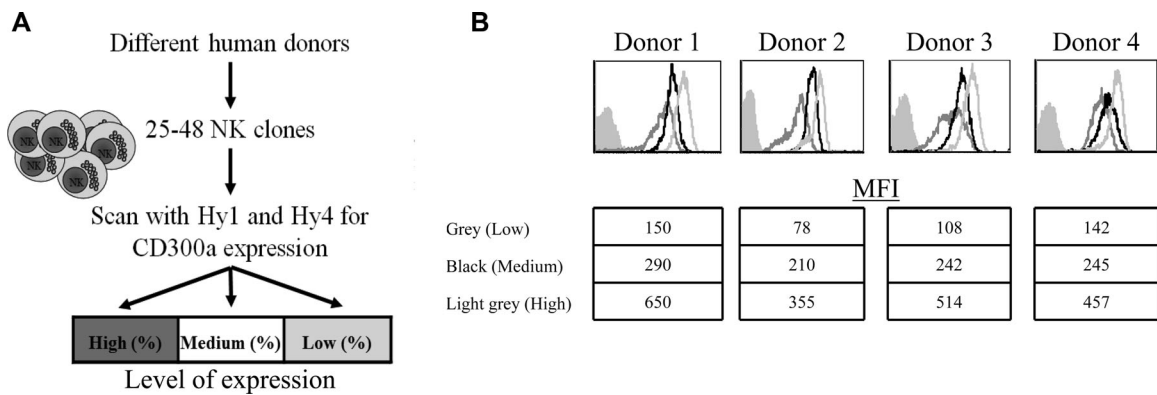 A
Different human donors
25-48 NK clones
NK NK NK NK NK
Scan with Hy1 and Hy4 for
CD300a expression
High (%) Medium (%) Low (%)
Level of expression
B
Donor 1 Donor 2 Donor 3 Donor 4
MFI
Grey (Low) 150 78 108 142
Black (Medium) 290 210 242 245
Light grey (High) 650 355 514 457